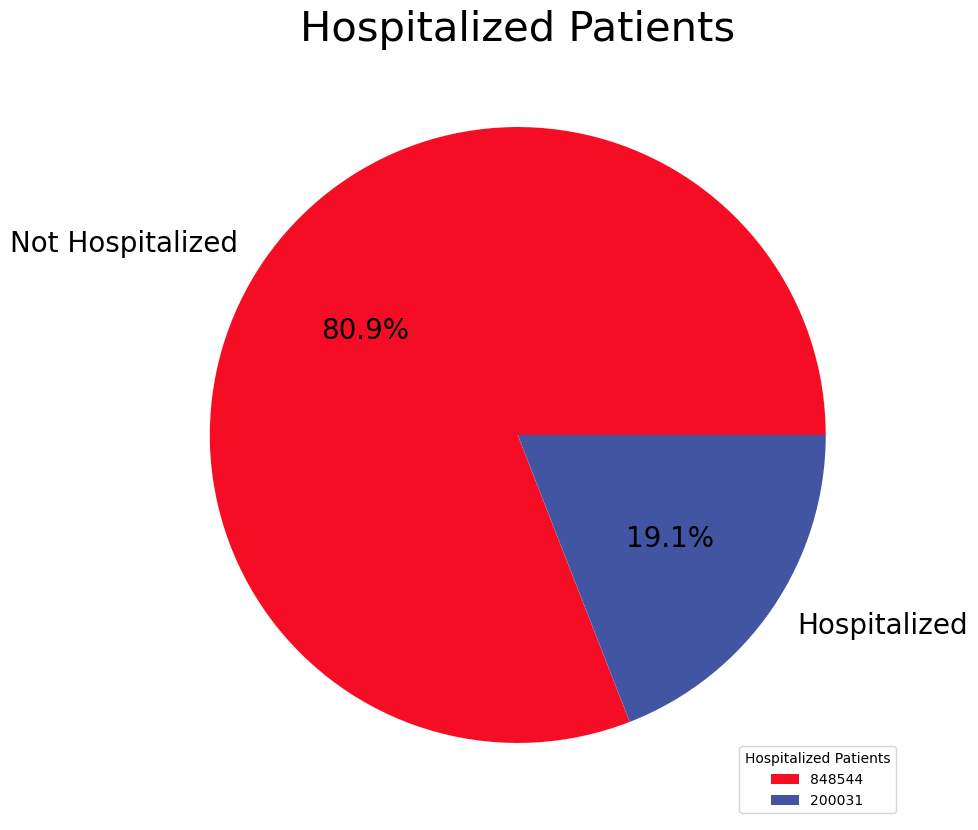 Hospitalized Patients
Not Hospitalized
80.9%
19.1%
Hospitalized
Hospitalized Patients
848544
200031